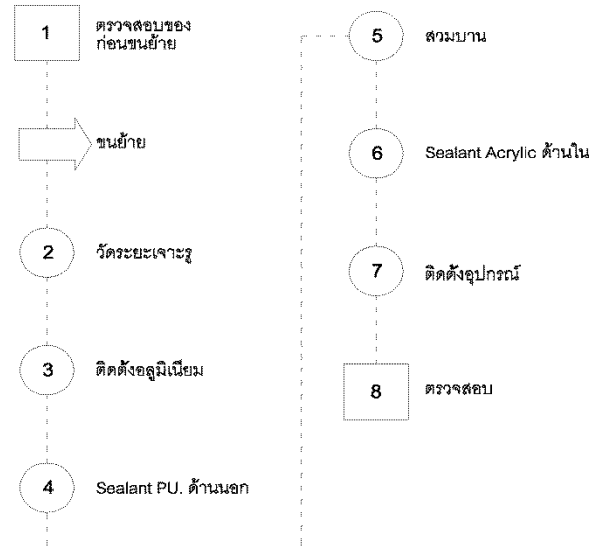 1
ตรวจสอบของ
ก่อนขนย้าย
ขนย้าย
2
วัดระยะเจาะรู
3
ติดตั้งอลูมิเนียม
4
Sealant PU. ด้านนอก
5
สวมบาน
6
Sealant Acrylic ด้านใน
7
ติดตั้งอุปกรณ์
8
ตรวจสอบ